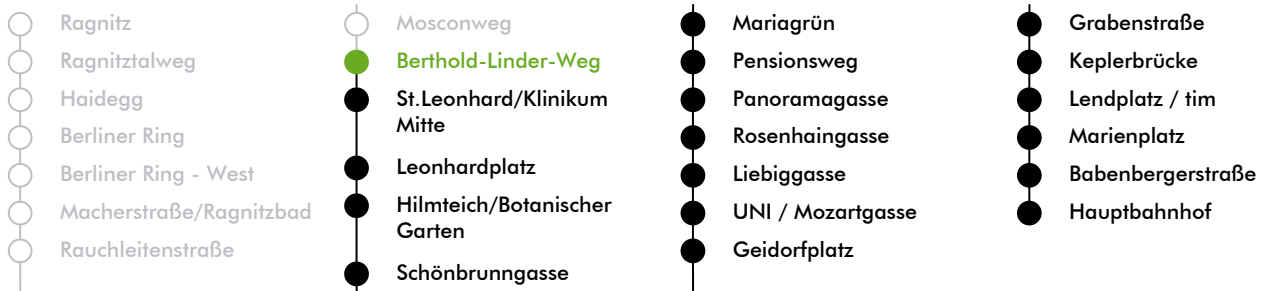 Ragnitz
Ragnitztalweg
Haidegg
Berliner Ring
Berliner Ring - West
Macherstraße/Ragnitzbad
Rauchleitenstraße
Mosconweg
Berthold-Linder-Weg
St.Leonhard/Klinikum
Mitte
Leonhardplatz
Hilmteich/Botanischer
Garten
Schönbrunngasse
Mariagrün
Pensionsweg
Panoramagasse
Rosenhaingasse
Liebiggasse
UNI / Mozartgasse
Geidorfplatz
Grabenstraße
Keplerbrücke
Lendplatz / tim
Marienplatz
Babenbergerstraße
Hauptbahnhof